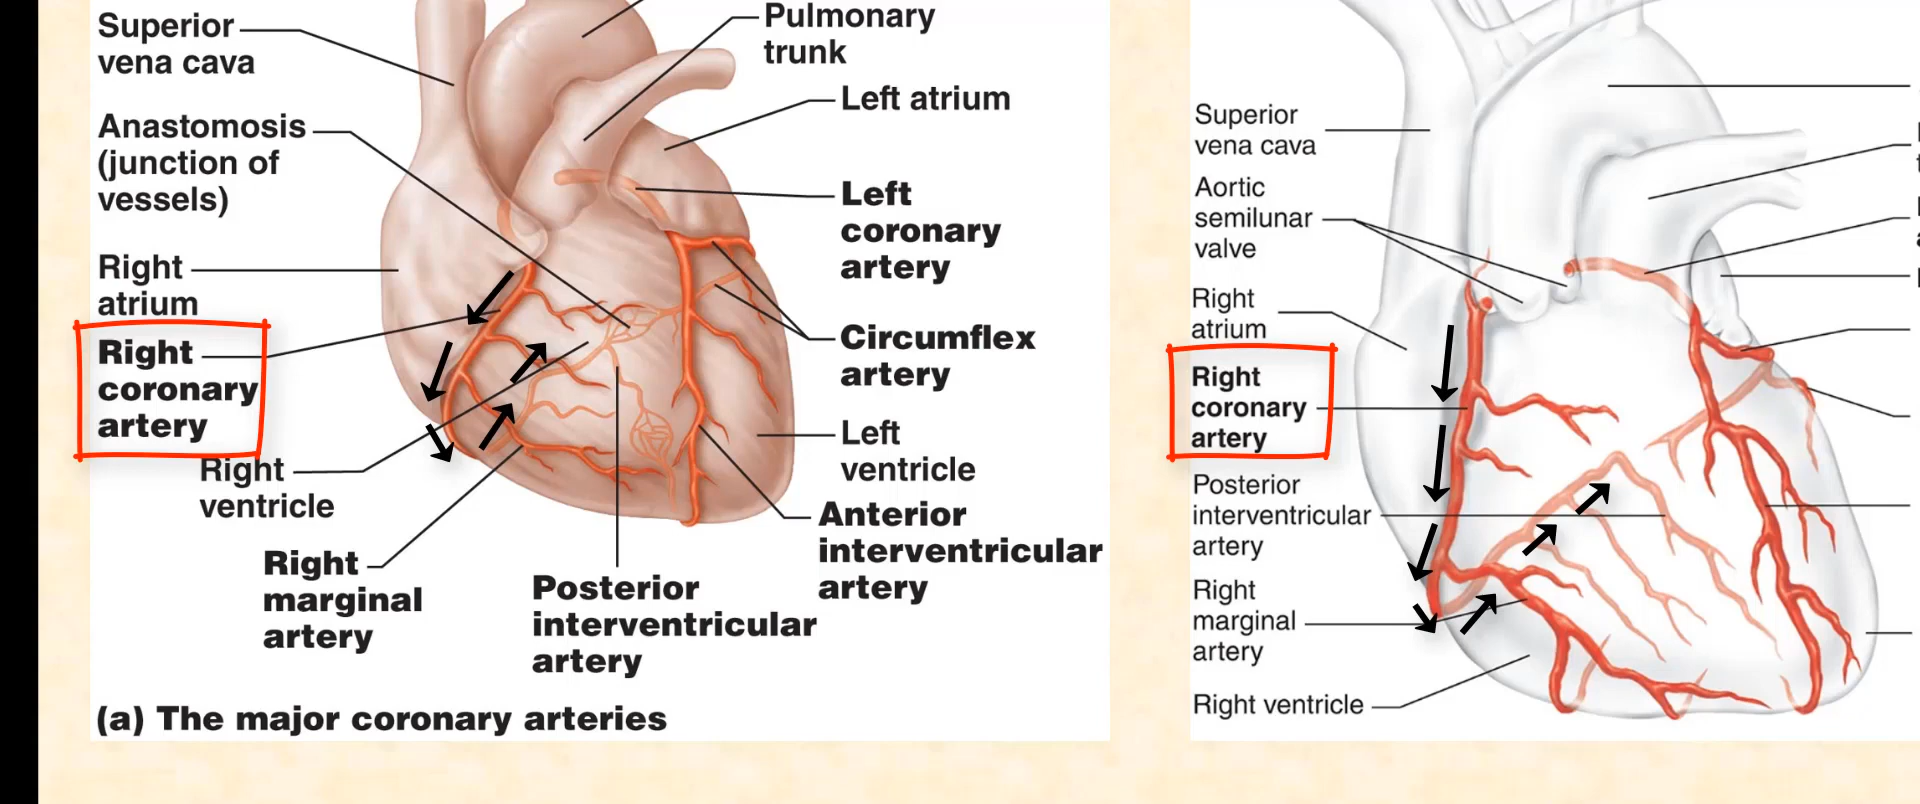 Superior
vena cava
Anastomosis
(junction of
vessels)
Right
atrium
Right
coronary
artery
Right
ventricle
Right
marginal
artery
Posterior
interventricular
artery
Pulmonary
trunk
Left atrium
Left
coronary
artery
Circumflex
artery
Left
ventricle
Anterior
interventricular
artery
(a) The major coronary arteries
Superior
vena cava
Aortic
semilunar
valve
Right
atrium
Right
coronary
artery
Posterior
interventricular
artery
Right
marginal
artery
Right ventricle